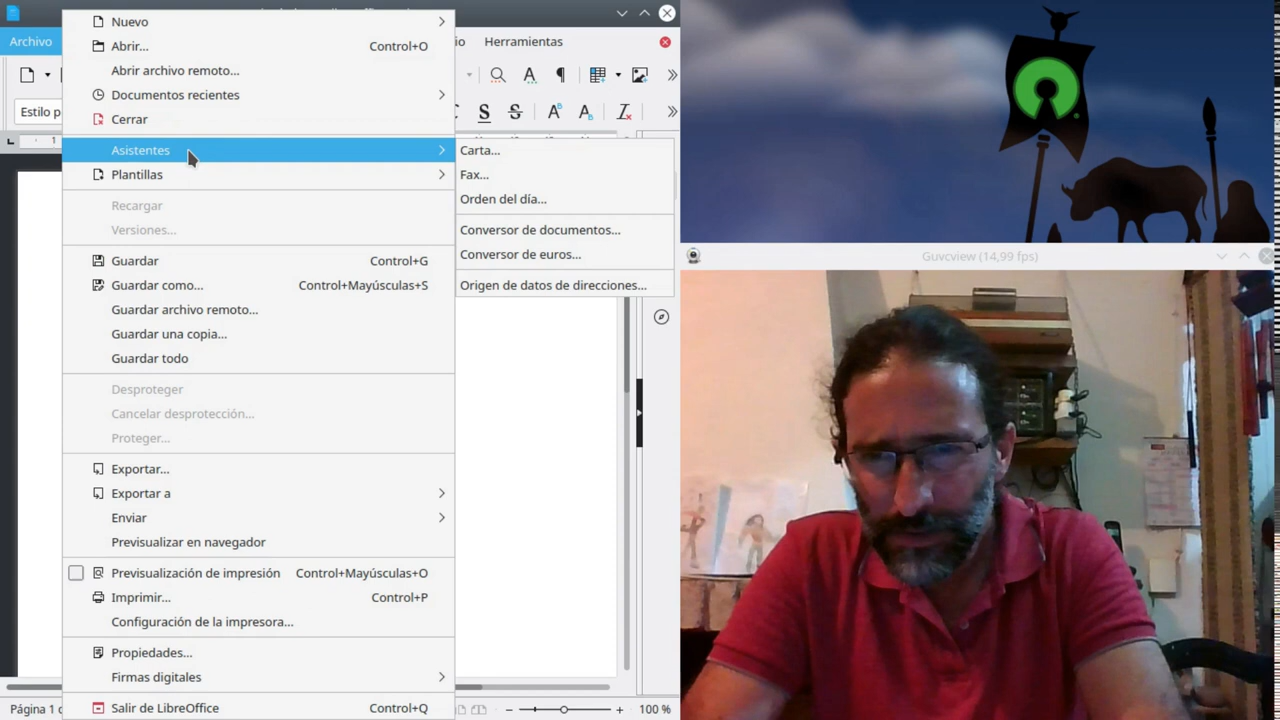 Archivo
Herramientas
Estilo p
1
Nuevo
Abrir... Control+O
Abrir archivo remoto...
Documentos recientes
Cerrar
Asistentes
Plantillas
Recargar
Versiones...
Guardar Control+G
Guardar como... Control+Mayúsculas+S
Guardar archivo remoto...
Guardar una copia...
Guardar todo
Desproteger
Cancelar desprotección...
Proteger...
Exportar...
Exportar a
Enviar
Previsualizar en navegador
Previsualización de impresión Control+Mayúsculas+O
Imprimir... Control+P
Configuración de la impresora...
Propiedades...
Firmas digitales
Salir de LibreOffice Control+Q
Carta...
Fax...
Orden del día...
Conversor de documentos...
Conversor de euros...
Origen de datos de direcciones...
Página 1
100 %
Guvcview (14,99 fps)